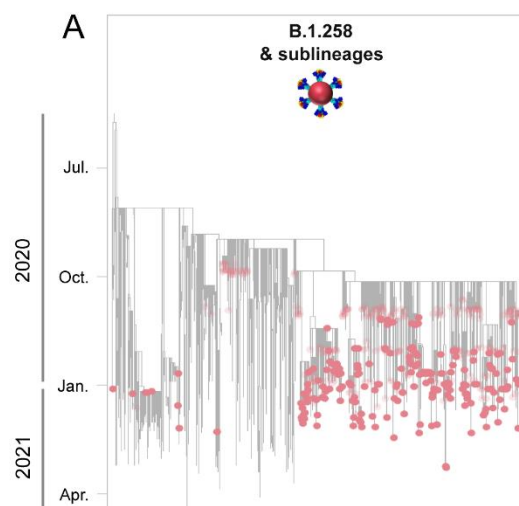 A
B.1.258
& sublineages
Jul.
2020
Oct.
Jan.
2021
Apr.